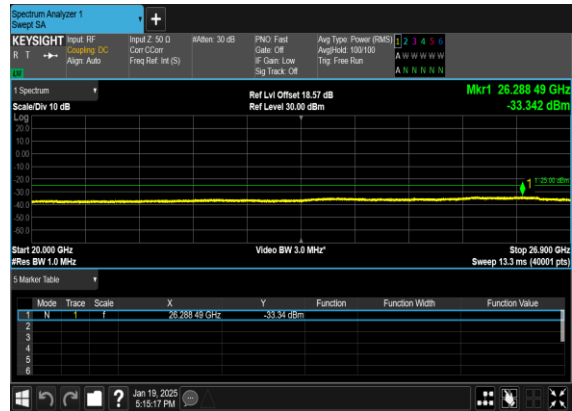 Spectrum Analyzer 1
Swept SA
KEYSIGHT Input: RF Input Z: 50 Ω #Atten: 30 dB PNO: Fast Avg Type: Power (RMS) 1 2 3 4 5 6
R T Coupling: DC Corr CCorr Gate: Off Avg|Hold: 100/100 A W W W W W
Align: Auto Freq Ref: Int (S) IF Gain: Low Trig: Free Run
Sig Track: Off A N N N N N
1 Spectrum Ref Lvl Offset 18.57 dB Mkr1 26.288 49 GHz
Scale/Div 10 dB Ref Level 30.00 dBm -33.342 dBm
Log
20.0
10.0
0.00
-10.0
-20.0
1 -25.00 dBm
-30.0
-40.0
-50.0
-60.0
Start 20.000 GHz Video BW 3.0 MHz* Stop 26.900 GHz
#Res BW 1.0 MHz Sweep 13.3 ms (40001 pts)
5 Marker Table
Mode Trace Scale X Y Function Function Width Function Value
1 N 1 f 26.288 49 GHz -33.34 dBm
2
3
4
5
6
Jan 19, 2025
5:15:17 PM